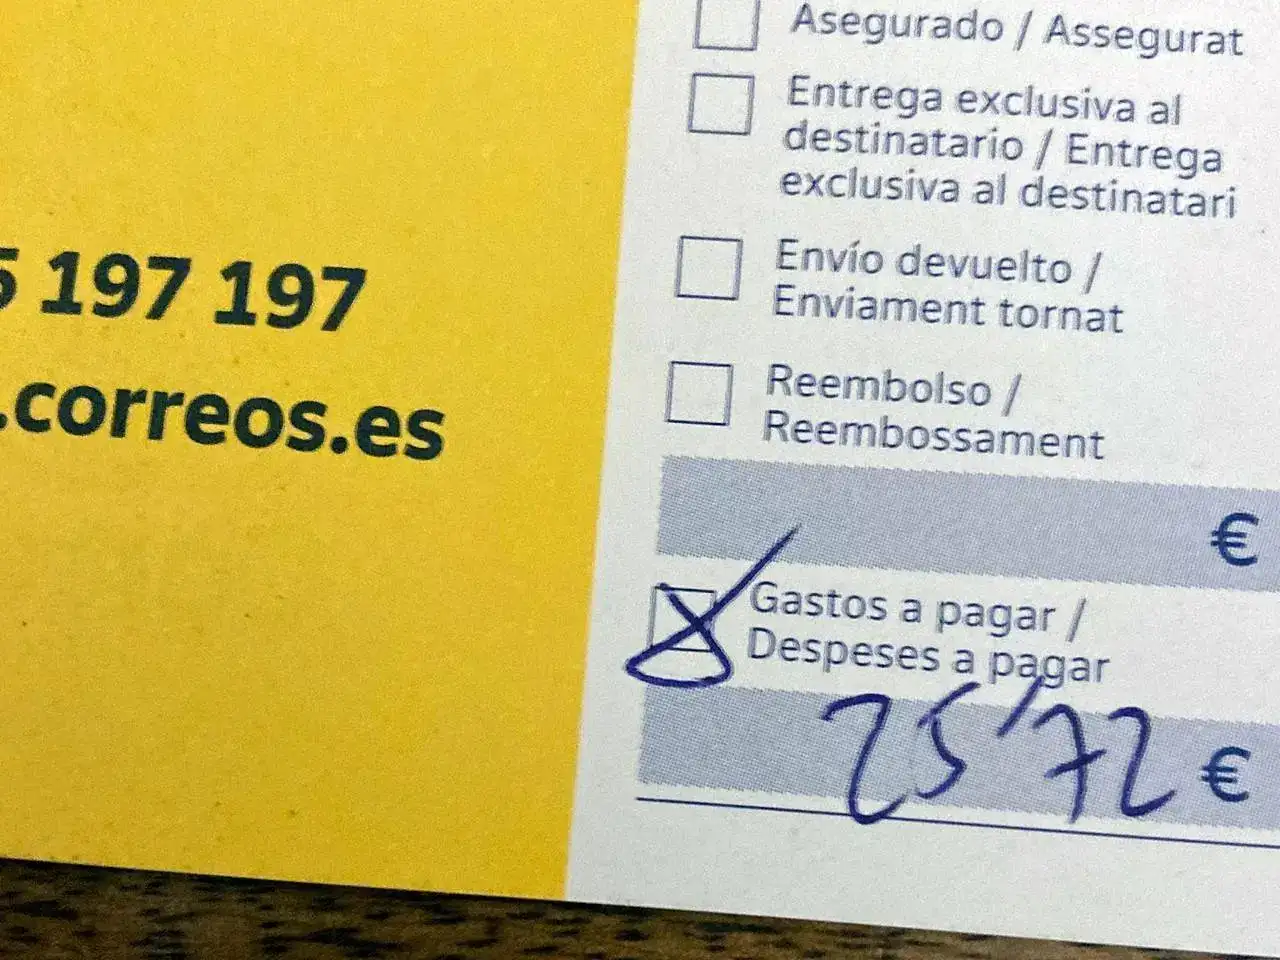 5 197 197
.correos.es
Asegurado / Assegurat
Entrega exclusiva al
destinatario / Entrega
exclusiva al destinatari
Envío devuelto /
Enviament tornat
Reembolso /
Reembossament
€
Gastos a pagar /
Despeses a pagar
25'72 €